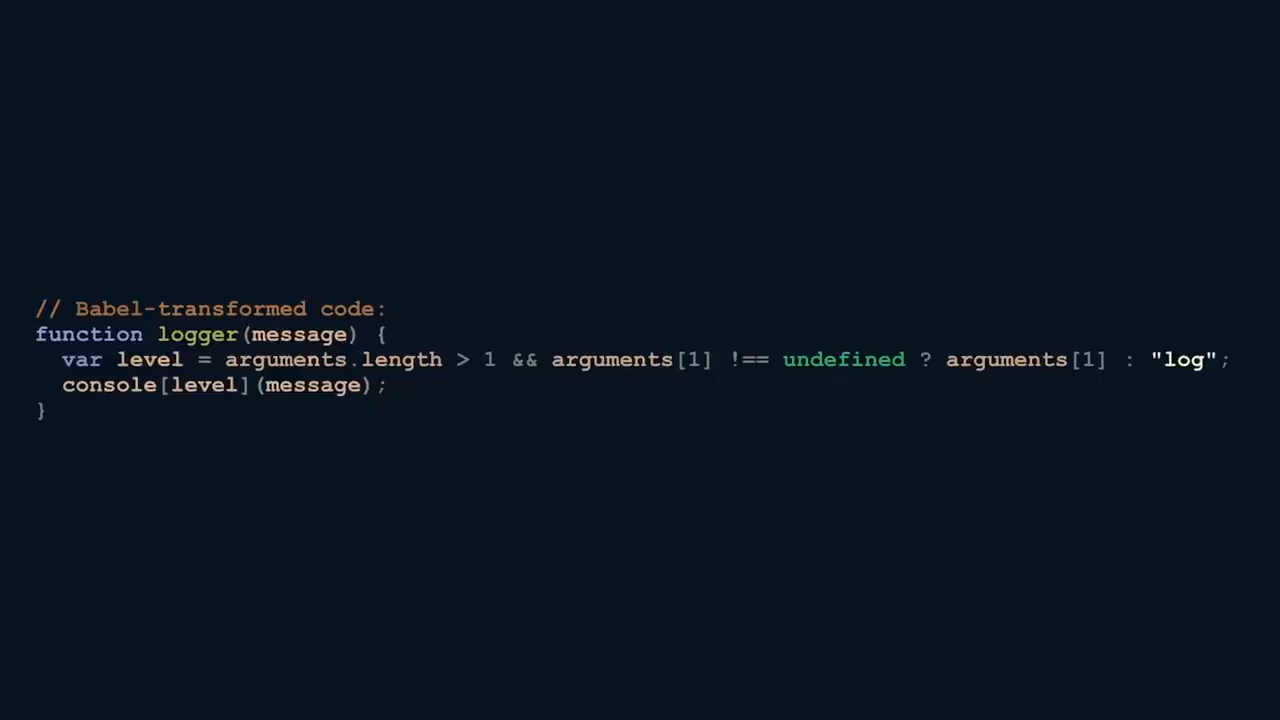 // Babel-transformed code:
function logger(message) {
  var level = arguments.length > 1 && arguments[1] !== undefined ? arguments[1] : "log";
  console[level](message);
}